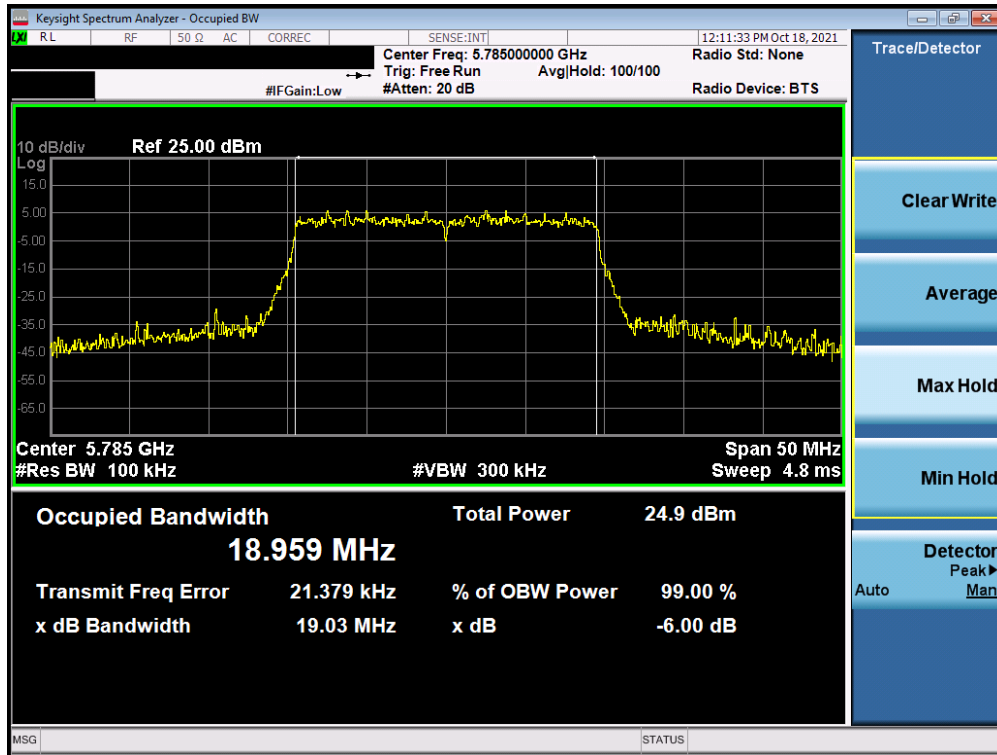 Keysight Spectrum Analyzer - Occupied BW
LXI RL RF 50 Ω AC CORREC SENSE:INT 12:11:33 PM Oct 18, 2021
Center Freq: 5.785000000 GHz Radio Std: None
Trig: Free Run Avg|Hold: 100/100
#IFGain:Low #Atten: 20 dB Radio Device: BTS
10 dB/div Ref 25.00 dBm
Log
15.0
5.00
-5.00
-15.0
-25.0
-35.0
-45.0
-55.0
-65.0
Center 5.785 GHz Span 50 MHz
#Res BW 100 kHz #VBW 300 kHz Sweep 4.8 ms
Occupied Bandwidth Total Power 24.9 dBm
18.959 MHz
Transmit Freq Error 21.379 kHz % of OBW Power 99.00 %
x dB Bandwidth 19.03 MHz x dB -6.00 dB
MSG STATUS
Trace/Detector
Clear Write
Average
Max Hold
Min Hold
Detector
Peak▶
Auto Man